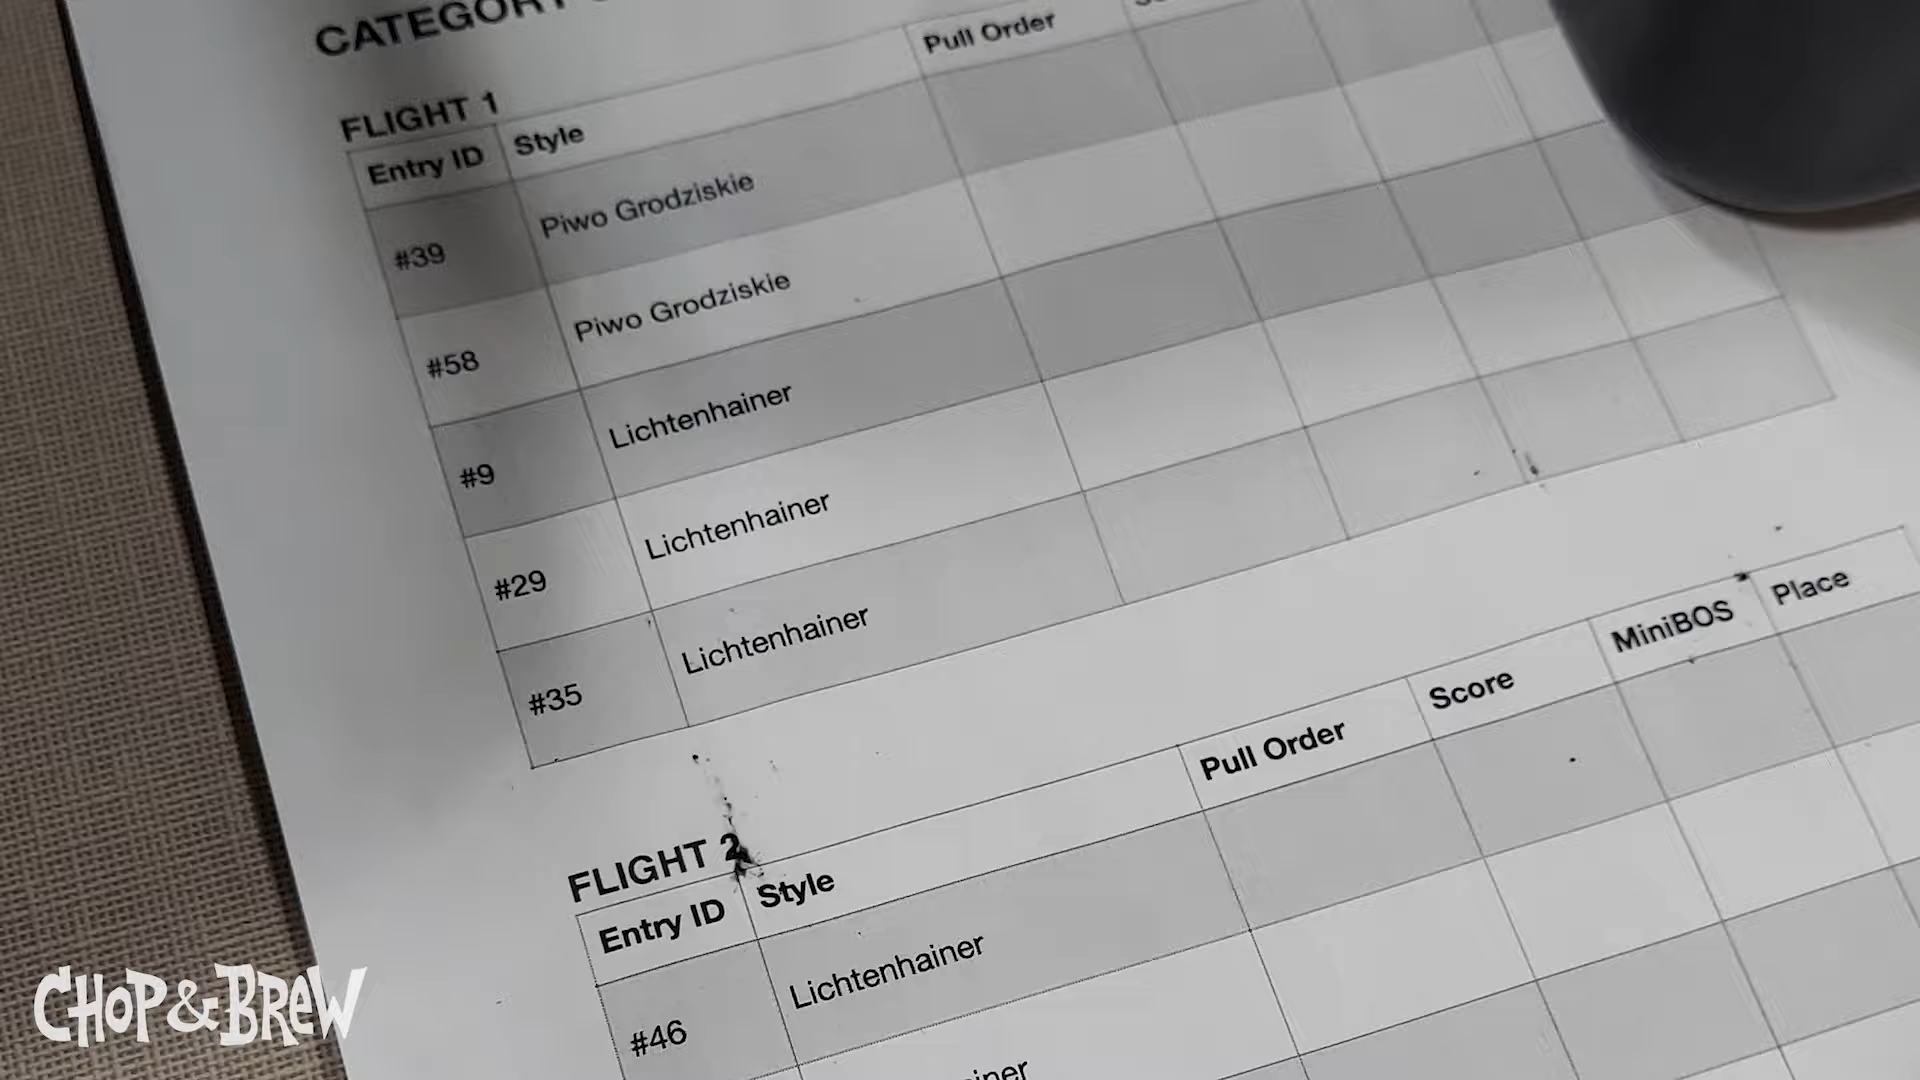 CATEGORY
Pull Order
FLIGHT 1
Entry ID Style
#39 Piwo Grodziskie
#58 Piwo Grodziskie
#9 Lichtenhainer
#29 Lichtenhainer
#35 Lichtenhainer
FLIGHT 2
Entry ID Style Pull Order Score MiniBOS Place
#46 Lichtenhainer
CHOP & BREW